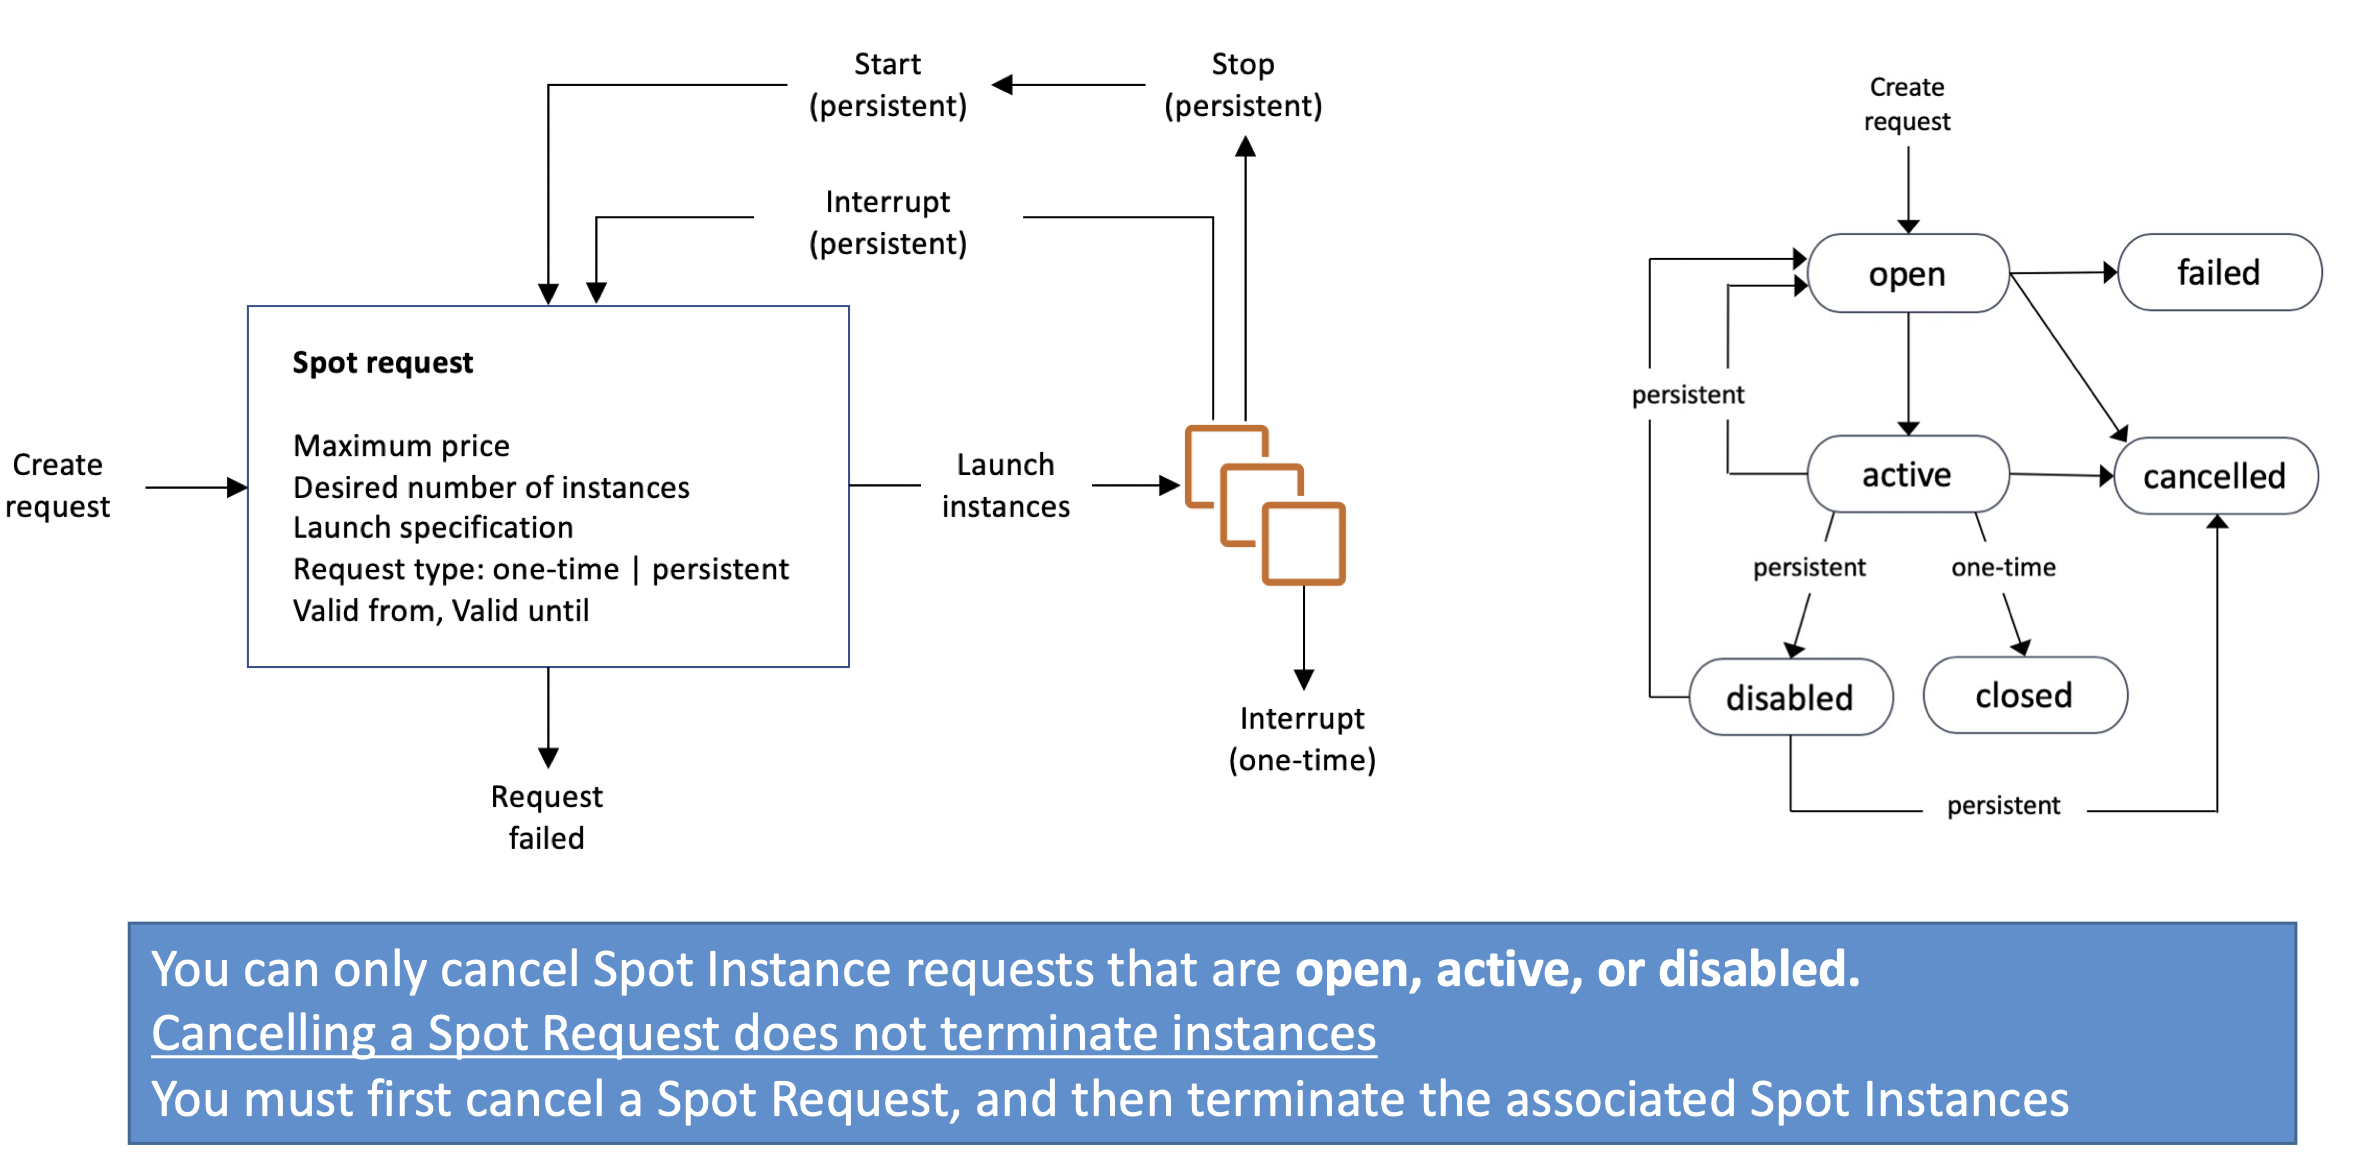 Start
(persistent)
Stop
(persistent)
Interrupt
(persistent)
Create
request
Spot request
Maximum price
Desired number of instances
Launch specification
Request type: one-time | persistent
Valid from, Valid until
Launch
instances
Interrupt
(one-time)
Request
failed
Create
request
open
failed
persistent
active
cancelled
persistent
one-time
disabled
closed
persistent
You can only cancel Spot Instance requests that are open, active, or disabled.
Cancelling a Spot Request does not terminate instances
You must first cancel a Spot Request, and then terminate the associated Spot Instances